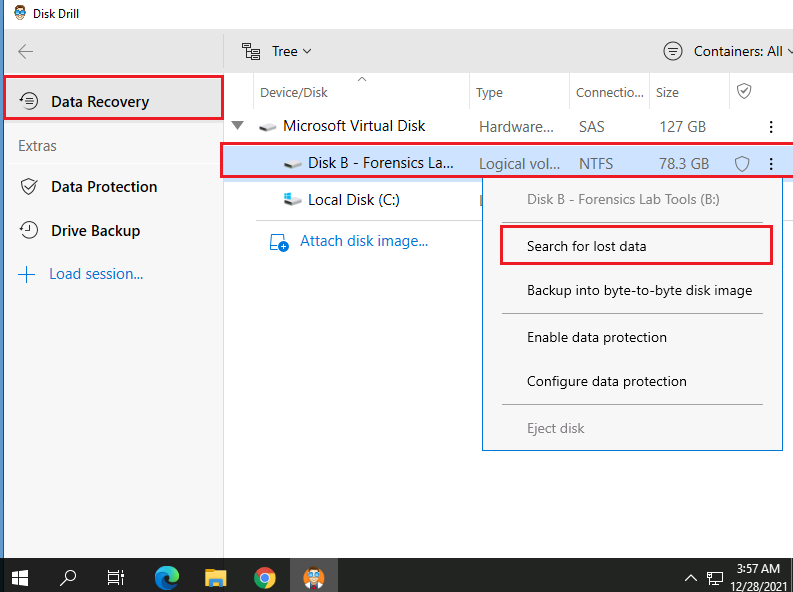 Disk Drill
Tree
Containers: All
Data Recovery
Device/Disk Type Connectio... Size
Microsoft Virtual Disk Hardware... SAS 127 GB
Extras
Disk B - Forensics La... Logical vol... NTFS 78.3 GB
Data Protection
Local Disk (C:)
Disk B - Forensics Lab Tools (B:)
Drive Backup
Attach disk image...
Search for lost data
Load session...
Backup into byte-to-byte disk image
Enable data protection
Configure data protection
Eject disk
3:57 AM
12/28/2021